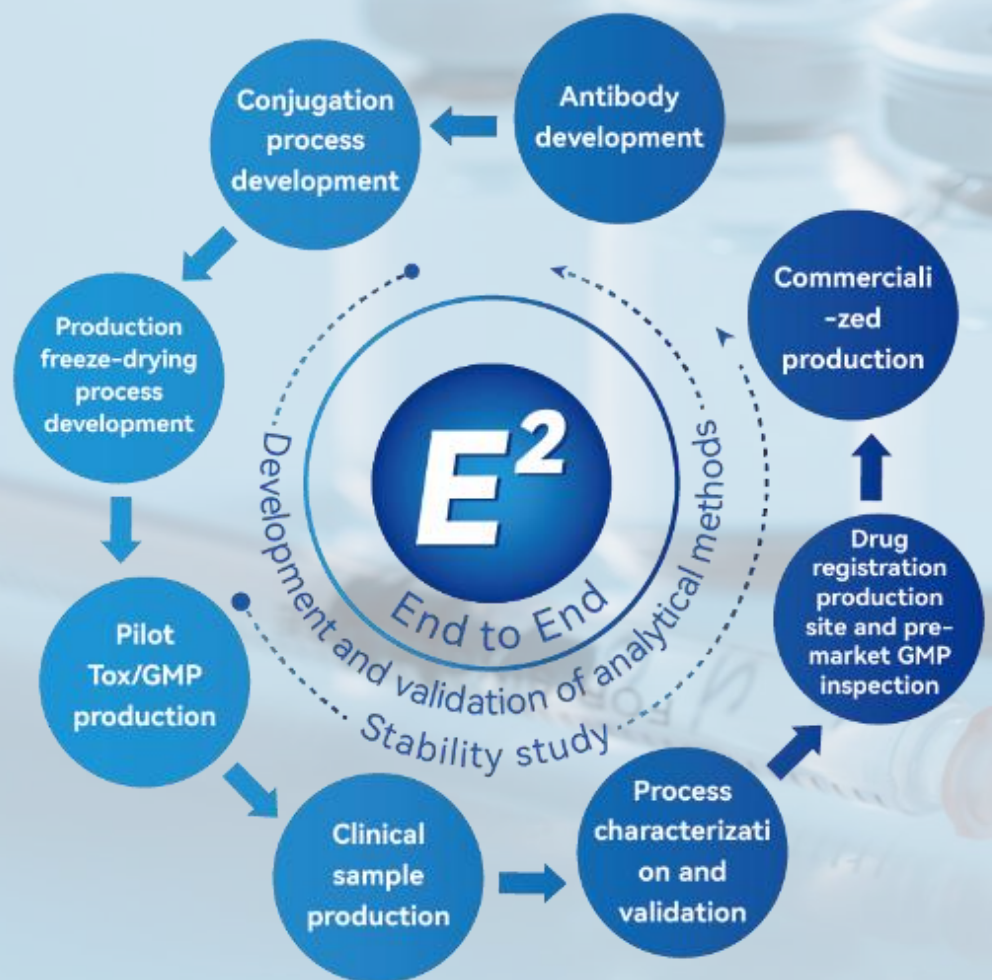 Antibody
development
Conjugation
process
development
Production
freeze-drying
process
development
Pilot
Tox/GMP
production
Clinical
sample
production
Process
characterizati
on and
validation
Drug
registration
production
site and pre-
market GMP
inspection
Commerciali
-zed
production
E²
End to End
Development and validation of analytical methods
Stability study